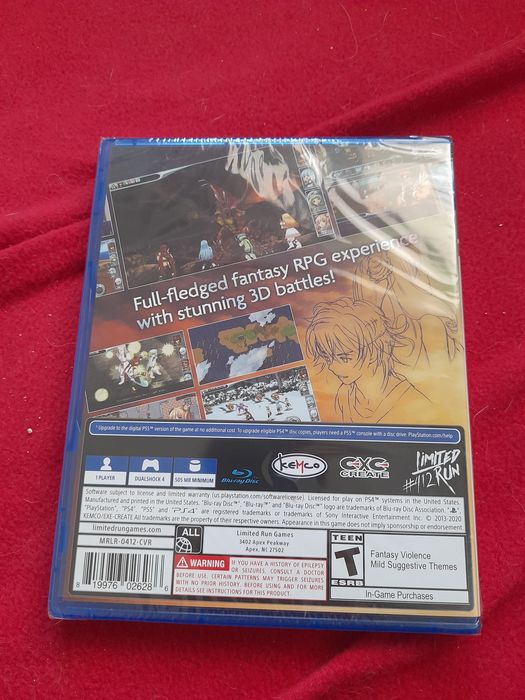 Full-fledged fantasy RPG experience
with stunning 3D battles!
* Upgrade to the digital PS5™ version of the game at no additional cost. To upgrade eligible PS4™ disc copies, players need a PS5™ console with a disc drive. PlayStation.com/help
1 PLAYER
DUALSHOCK 4
505 MB MINIMUM
Blu-ray Disc
KEMCO
EXE
CREATE
LIMITED
RUN
#412
Software subject to license and limited warranty (us.playstation.com/softwarelicense). Licensed for play on PS4™ systems in the United States.
Manufactured and printed in the United States. "Blu-ray Disc™", "Blu-ray™" and "Blu-ray Disc™" logo are trademarks of Blu-ray Disc Association.
"PlayStation", "PS4", "PS5" and "PS4" are registered trademarks or trademarks of Sony Interactive Entertainment Inc. © 2013-2020
KEMCO/EXE-CREATE All trademarks are the property of their respective owners. Appearance in this game does not imply sponsorship or endorsement.
limitedrungames.com
MRLR-0412-CVR
8 19976 02628 6
ALL
Limited Run Games
3402 Apex Peakway
Apex, NC 27502
WARNING IF YOU HAVE A HISTORY OF EPILEPSY
OR SEIZURES, CONSULT A DOCTOR
BEFORE USE. CERTAIN PATTERNS MAY TRIGGER SEIZURES
WITH NO PRIOR HISTORY. BEFORE USING AND FOR MORE
DETAILS SEE INSTRUCTIONS FOR THIS PRODUCT.
TEEN
T
ESRB
Fantasy Violence
Mild Suggestive Themes
In-Game Purchases